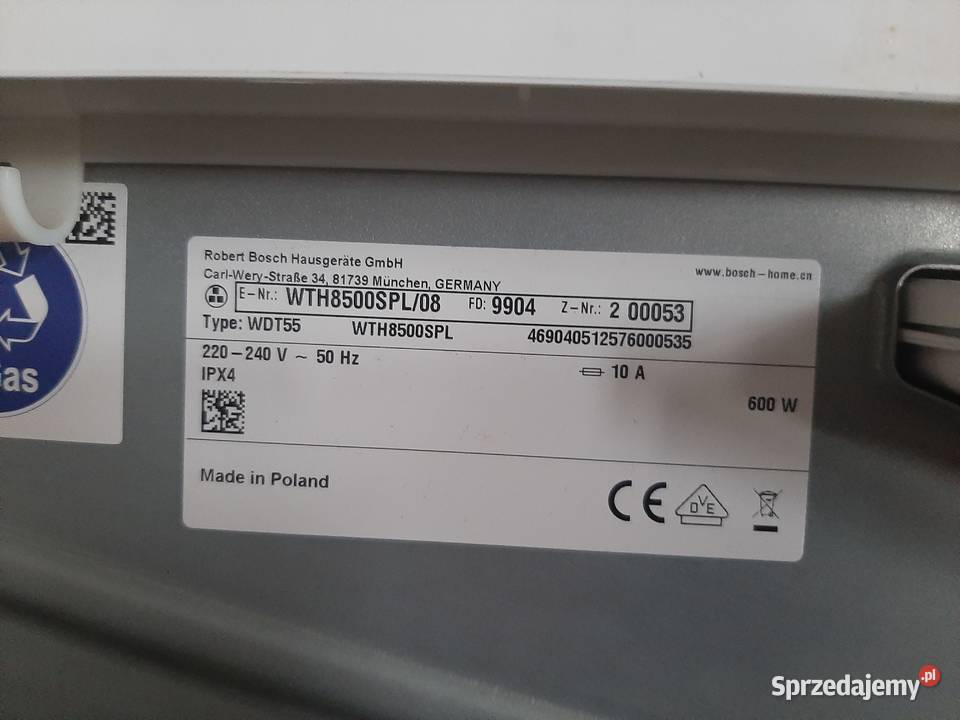 Robert Bosch Hausgeräte GmbH
Carl-Wery-Straße 34, 81739 München, GERMANY
www.bosch-home.cn
E-Nr.: WTH8500SPL/08 FD: 9904 Z-Nr.: 2 00053
Type: WDT55 WTH8500SPL 469040512576000535
220-240 V ~ 50 Hz
10 A
IPX4
600 W
Made in Poland
CE DVE
as
Sprzedajemy.pl